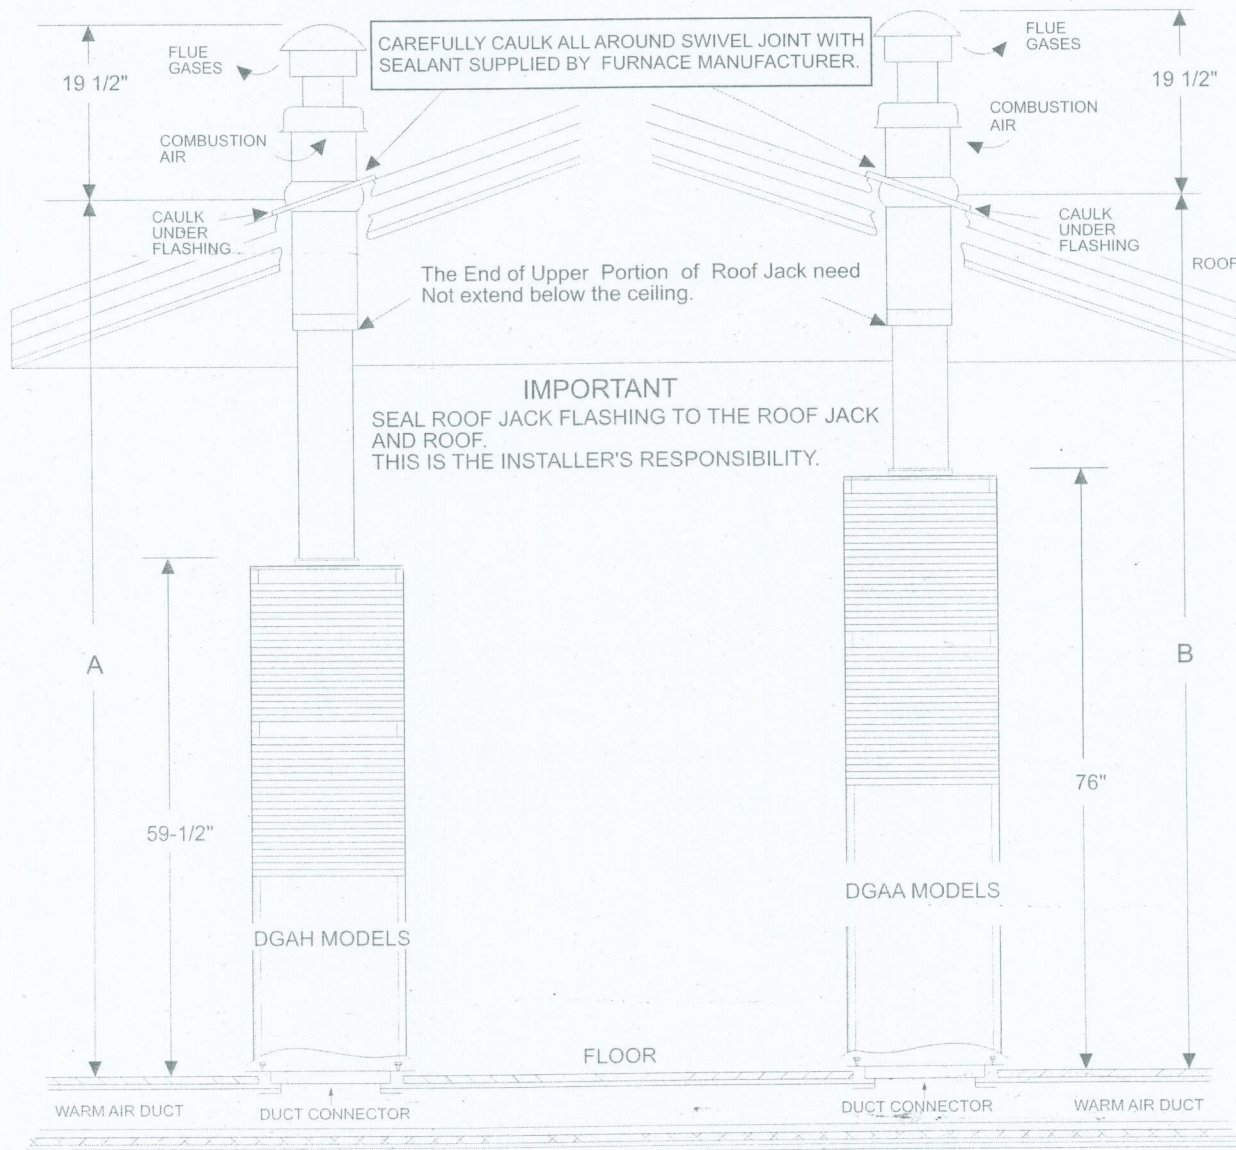 19 1/2"
FLUE
GASES
CAREFULLY CAULK ALL AROUND SWIVEL JOINT WITH
SEALANT SUPPLIED BY FURNACE MANUFACTURER.
FLUE
GASES
19 1/2"
COMBUSTION
AIR
COMBUSTION
AIR
CAULK
UNDER
FLASHING
CAULK
UNDER
FLASHING
ROOF
The End of Upper Portion of Roof Jack need
Not extend below the ceiling.
IMPORTANT
SEAL ROOF JACK FLASHING TO THE ROOF JACK
AND ROOF.
THIS IS THE INSTALLER'S RESPONSIBILITY.
A
B
76"
59-1/2"
DGAH MODELS
DGAA MODELS
FLOOR
WARM AIR DUCT
DUCT CONNECTOR
DUCT CONNECTOR
WARM AIR DUCT